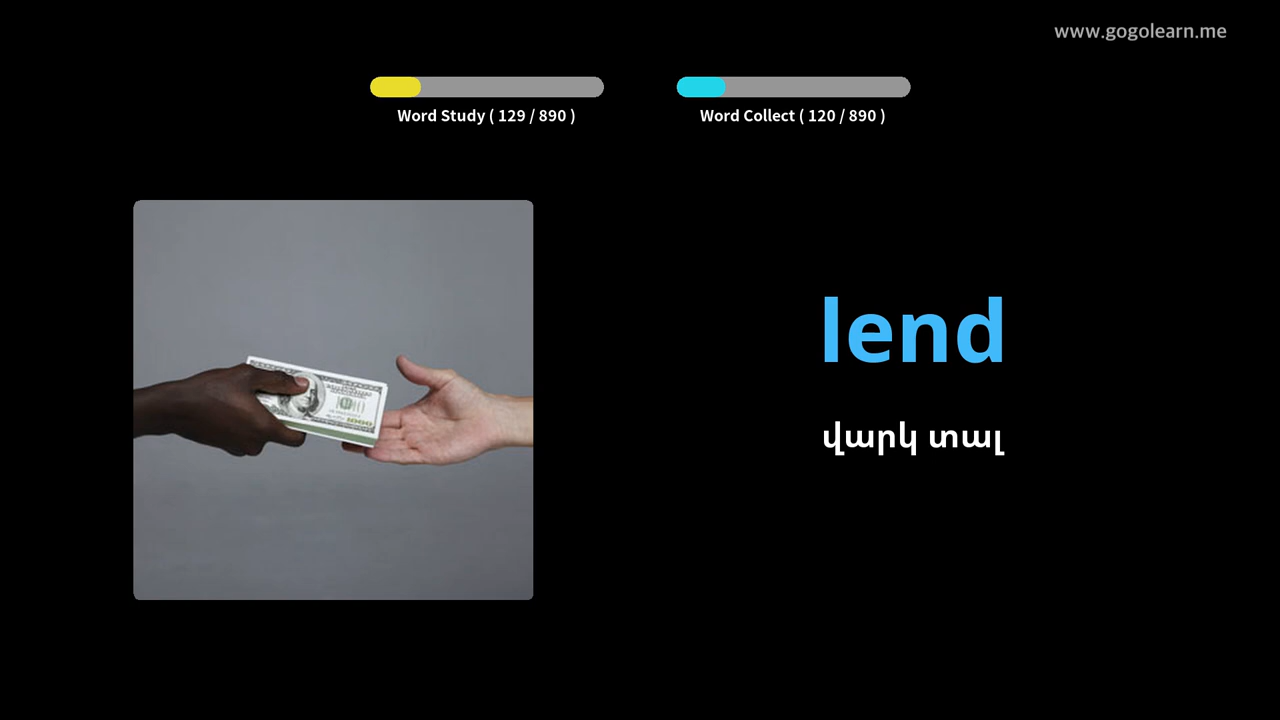 www.gogolearn.me
Word Study ( 129 / 890 )
Word Collect ( 120 / 890 )
lend
վարկ տալ